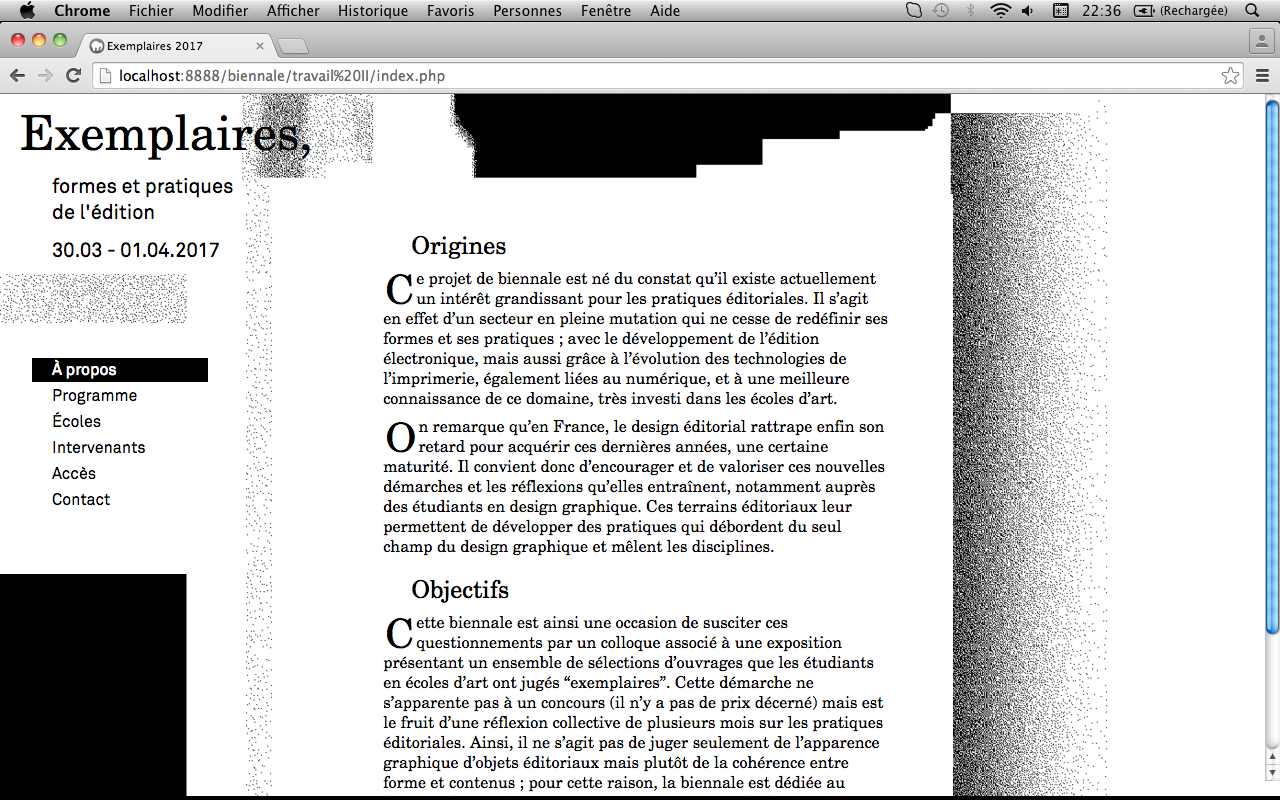 Chrome Fichier Modifier Afficher Historique Favoris Personnes Fenêtre Aide 22:36 (Rechargée)
Exemplaires 2017
localhost:8888/biennale/travail%20II/index.php
Exemplaires,
formes et pratiques
de l'édition
30.03 - 01.04.2017
À propos
Programme
Écoles
Intervenants
Accès
Contact
Origines
Ce projet de biennale est né du constat qu’il existe actuellement
un intérêt grandissant pour les pratiques éditoriales. Il s’agit
en effet d’un secteur en pleine mutation qui ne cesse de redéfinir ses
formes et ses pratiques ; avec le développement de l’édition
électronique, mais aussi grâce à l’évolution des technologies de
l’imprimerie, également liées au numérique, et à une meilleure
connaissance de ce domaine, très investi dans les écoles d’art.
On remarque qu’en France, le design éditorial rattrape enfin son
retard pour acquérir ces dernières années, une certaine
maturité. Il convient donc d’encourager et de valoriser ces nouvelles
démarches et les réflexions qu’elles entraînent, notamment auprès
des étudiants en design graphique. Ces terrains éditoriaux leur
permettent de développer des pratiques qui débordent du seul
champ du design graphique et mêlent les disciplines.
Objectifs
Cette biennale est ainsi une occasion de susciter ces
questionnements par un colloque associé à une exposition
présentant un ensemble de sélections d’ouvrages que les étudiants
en écoles d’art ont jugés “exemplaires”. Cette démarche ne
s’apparente pas à un concours (il n’y a pas de prix décerné) mais est
le fruit d’une réflexion collective de plusieurs mois sur les pratiques
éditoriales. Ainsi, il ne s’agit pas de juger seulement de l’apparence
graphique d’objets éditoriaux mais plutôt de la cohérence entre
forme et contenus ; pour cette raison, la biennale est dédiée au